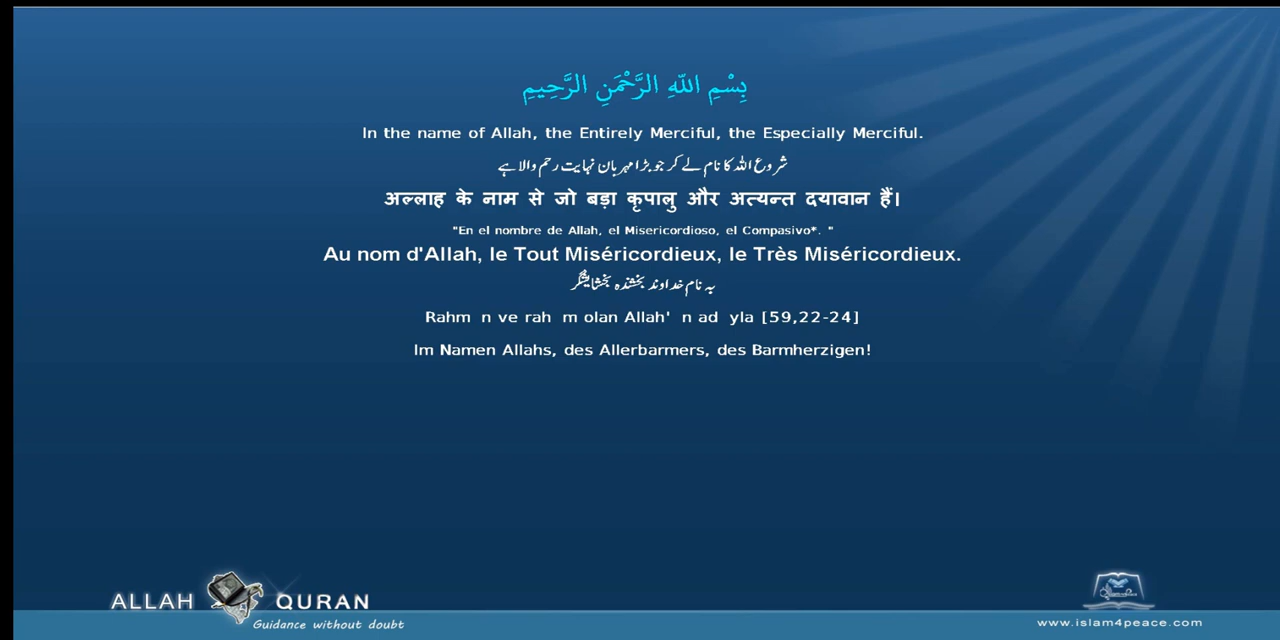 بِسْمِ اللّهِ الرَّحْمَنِ الرَّحِيمِ
In the name of Allah, the Entirely Merciful, the Especially Merciful.
شروع اللہ کا نام لے کر جو بڑا مہربان نہایت رحم والا ہے
अल्लाह के नाम से जो बड़ा कृपालु और अत्यन्त दयावान हैं।
"En el nombre de Allah, el Misericordioso, el Compasivo*. "
Au nom d'Allah, le Tout Miséricordieux, le Très Miséricordieux.
به نام خداوند بخشنده بخشایشگر
Rahm n ve rah m olan Allah' n ad yla [59,22-24]
Im Namen Allahs, des Allerbarmers, des Barmherzigen!
ALLAH QURAN
Guidance without doubt
www.islam4peace.com